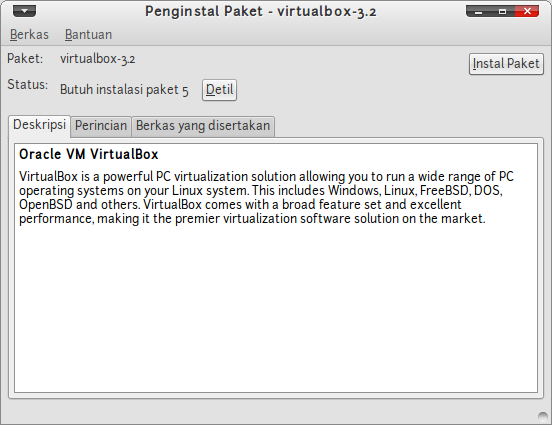 Penginstal Paket - virtualbox-3.2
Berkas Bantuan
Paket: virtualbox-3.2
Instal Paket
Status: Butuh instalasi paket 5 Detil
Deskripsi Perincian Berkas yang disertakan
Oracle VM VirtualBox
VirtualBox is a powerful PC virtualization solution allowing you to run a wide range of PC
operating systems on your Linux system. This includes Windows, Linux, FreeBSD, DOS,
OpenBSD and others. VirtualBox comes with a broad feature set and excellent
performance, making it the premier virtualization software solution on the market.